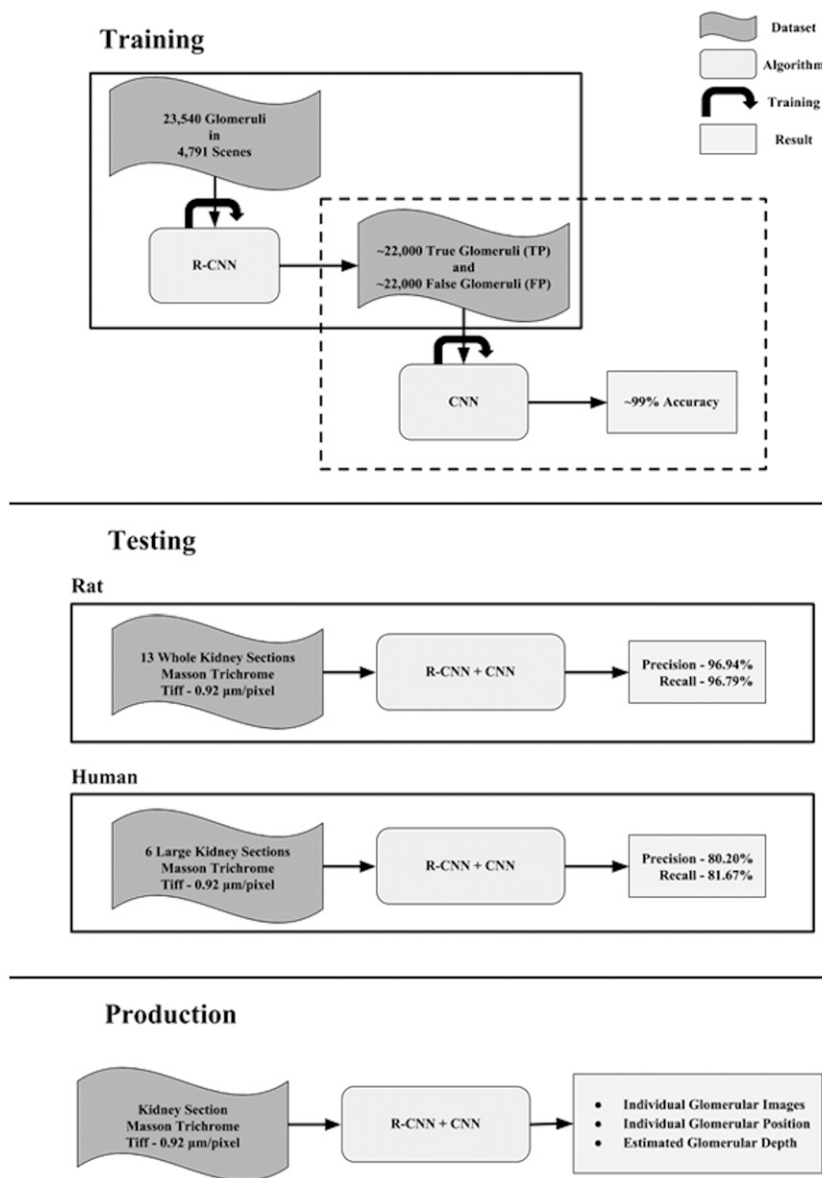 Training
Dataset
Algorithm
Training
Result
23,540 Glomeruli
in
4,791 Scenes
R-CNN
~22,000 True Glomeruli (TP)
and
~22,000 False Glomeruli (FP)
CNN
~99% Accuracy
Testing
Rat
13 Whole Kidney Sections
Masson Trichrome
Tiff - 0.92 µm/pixel
R-CNN + CNN
Precision - 96.94%
Recall - 96.79%
Human
6 Large Kidney Sections
Masson Trichrome
Tiff - 0.92 µm/pixel
R-CNN + CNN
Precision - 80.20%
Recall - 81.67%
Production
Kidney Section
Masson Trichrome
Tiff - 0.92 µm/pixel
R-CNN + CNN
• Individual Glomerular Images
• Individual Glomerular Position
• Estimated Glomerular Depth